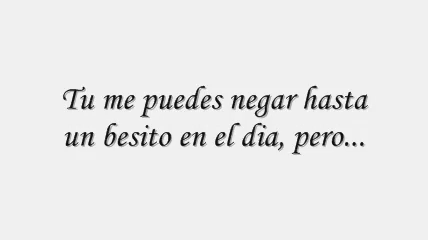 Tu me puedes negar hasta
un besito en el dia, pero...